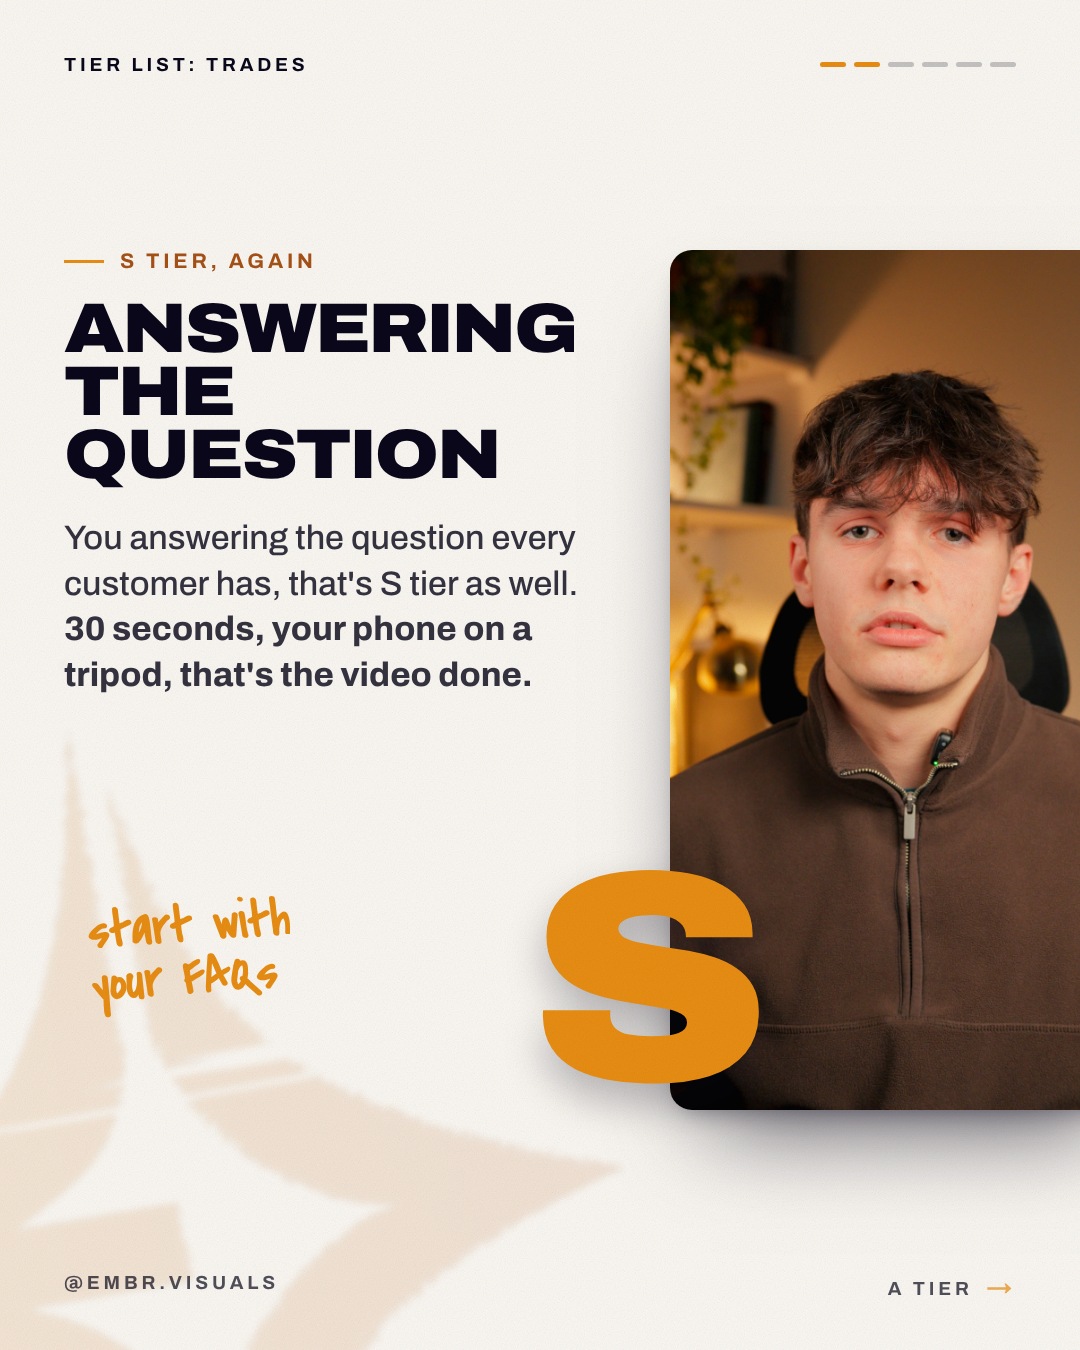 TIER LIST: TRADES
S TIER, AGAIN
ANSWERING
THE
QUESTION
You answering the question every
customer has, that's S tier as well.
30 seconds, your phone on a
tripod, that's the video done.
start with
your FAQs
S
@EMBR.VISUALS
A TIER →